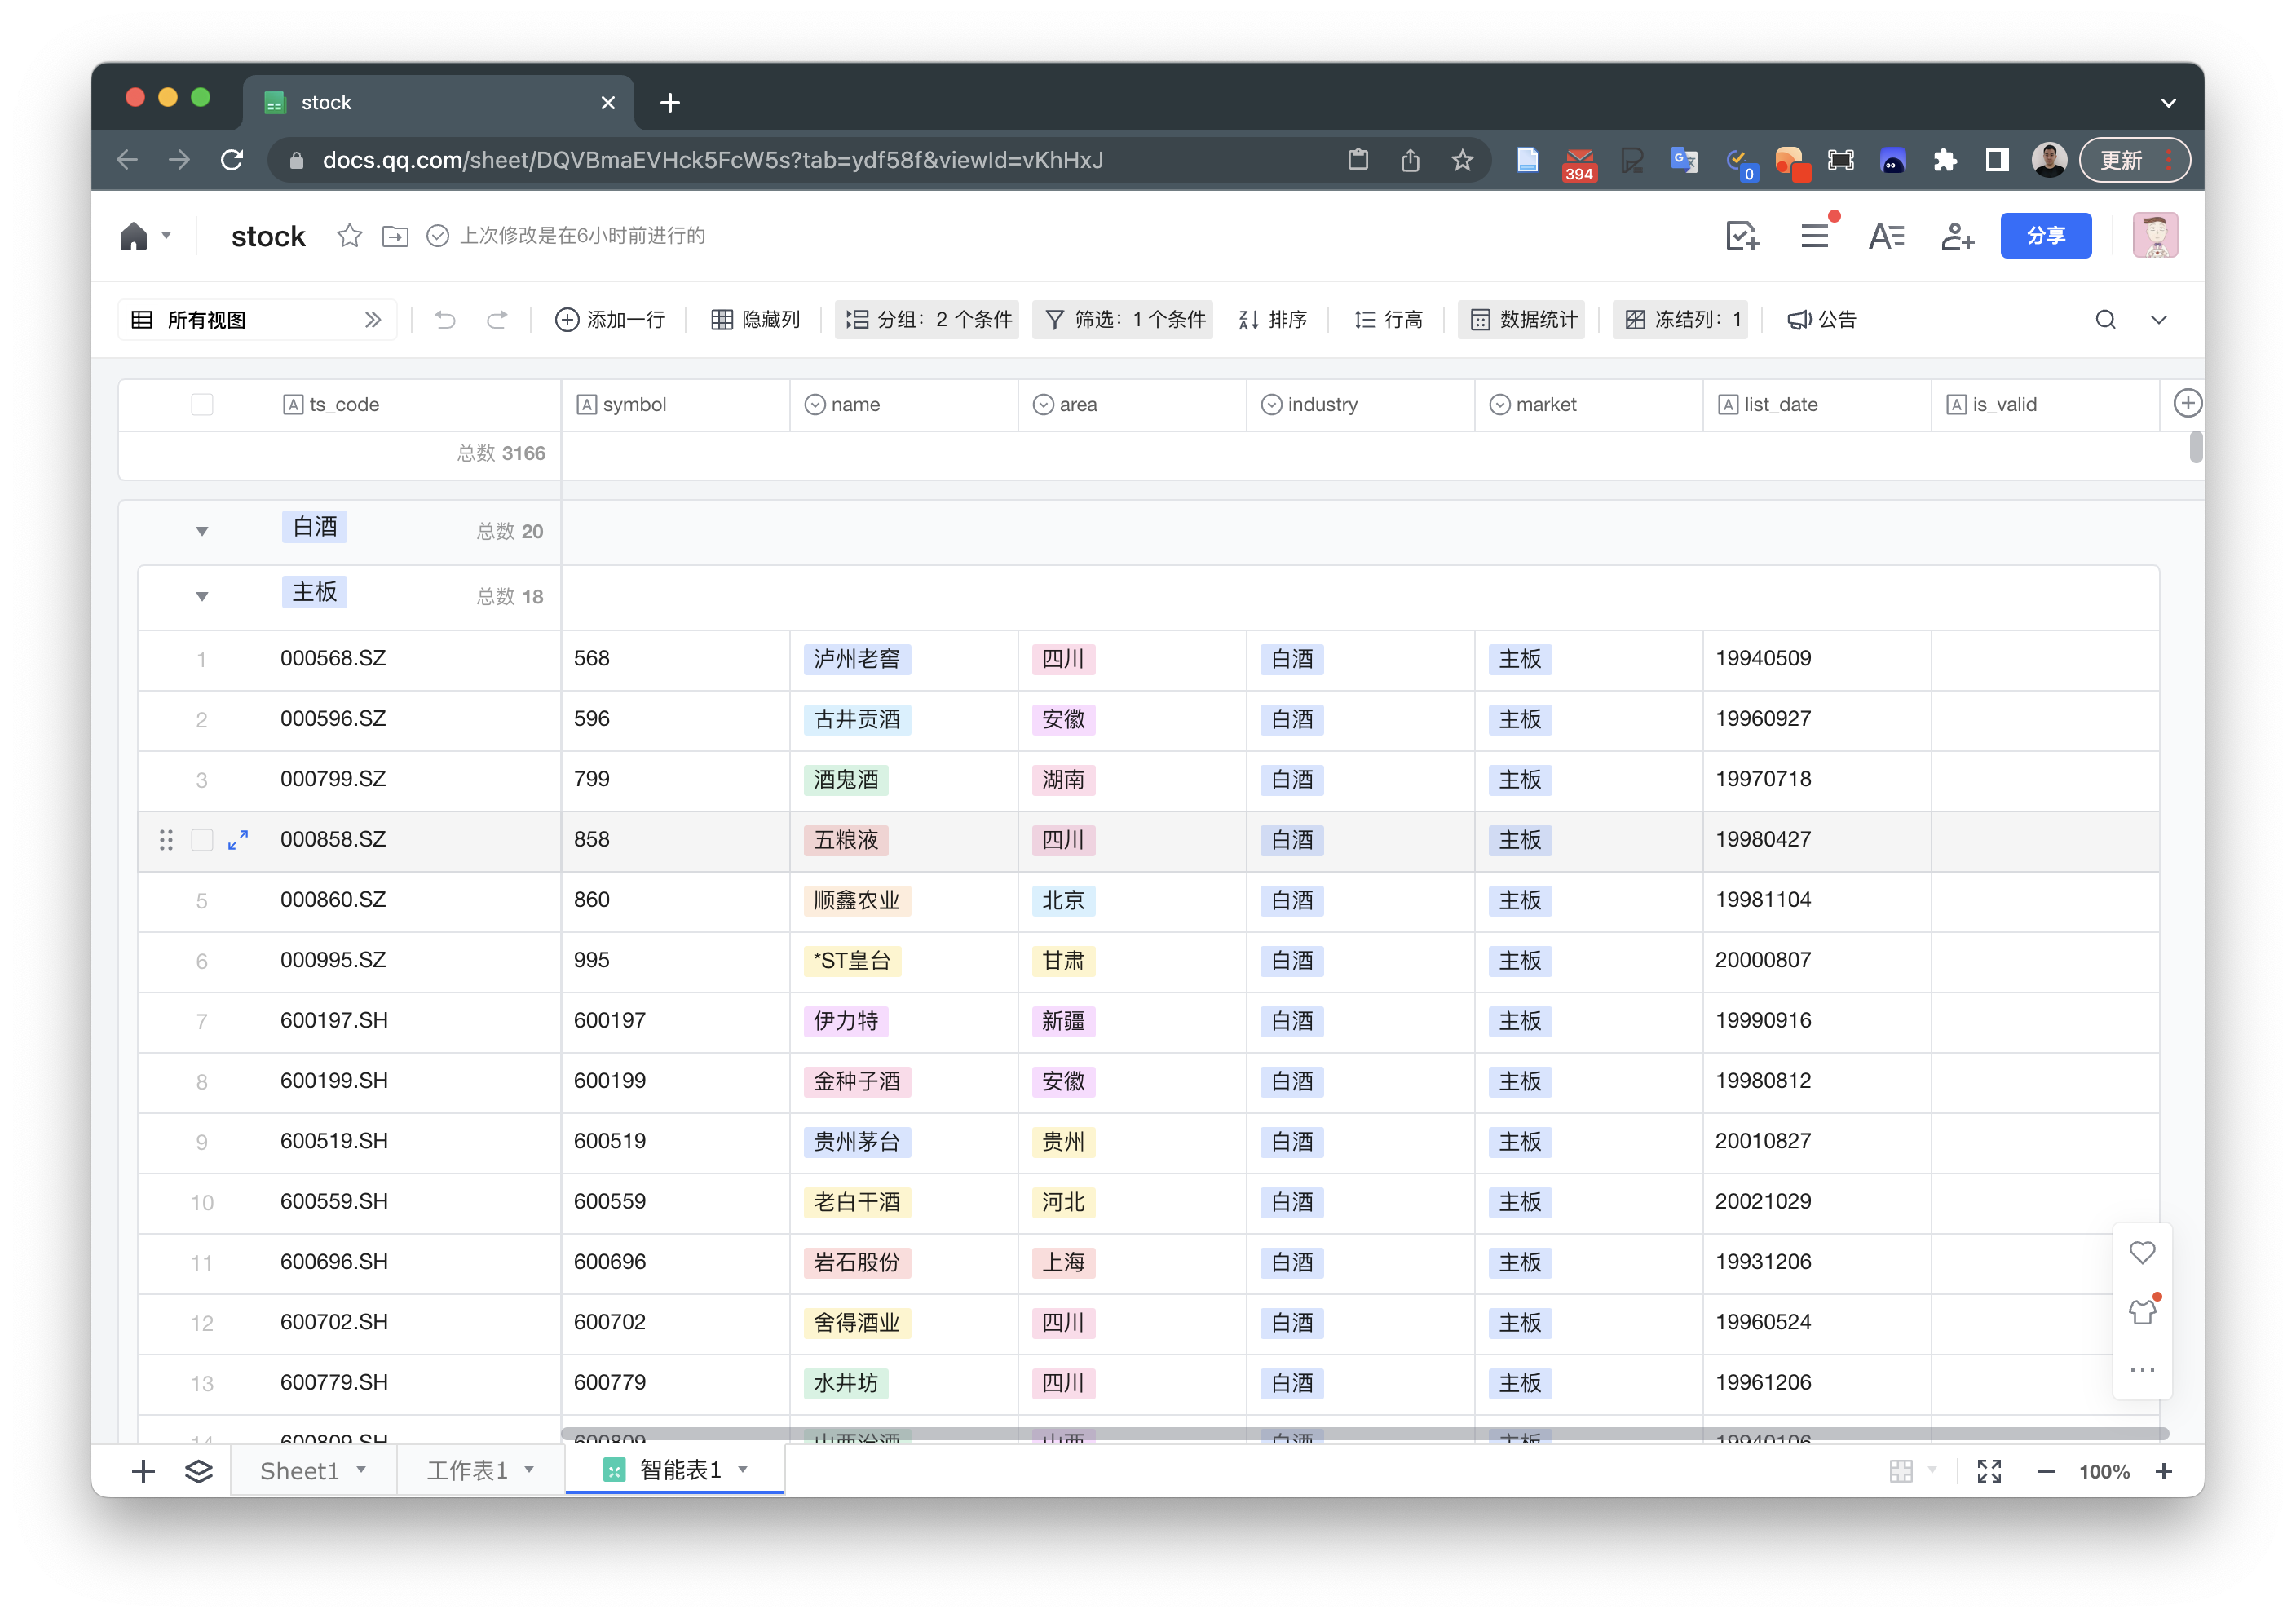 stock
docs.qq.com/sheet/DQVBmaEVHck5FcW5s?tab=ydf58f&viewId=vKhHxJ
394
0
更新
stock 上次修改是在6小时前进行的 分享
所有视图 添加一行 隐藏列 分组：2 个条件 筛选：1 个条件 排序 行高 数据统计 冻结列：1 公告
ts_code symbol name area industry market list_date is_valid
总数 3166
白酒 总数 20
主板 总数 18
1 000568.SZ 568 泸州老窖 四川 白酒 主板 19940509
2 000596.SZ 596 古井贡酒 安徽 白酒 主板 19960927
3 000799.SZ 799 酒鬼酒 湖南 白酒 主板 19970718
000858.SZ 858 五粮液 四川 白酒 主板 19980427
5 000860.SZ 860 顺鑫农业 北京 白酒 主板 19981104
6 000995.SZ 995 *ST皇台 甘肃 白酒 主板 20000807
7 600197.SH 600197 伊力特 新疆 白酒 主板 19990916
8 600199.SH 600199 金种子酒 安徽 白酒 主板 19980812
9 600519.SH 600519 贵州茅台 贵州 白酒 主板 20010827
10 600559.SH 600559 老白干酒 河北 白酒 主板 20021029
11 600696.SH 600696 岩石股份 上海 白酒 主板 19931206
12 600702.SH 600702 舍得酒业 四川 白酒 主板 19960524
13 600779.SH 600779 水井坊 四川 白酒 主板 19961206
14 600809.SH 600809 山西汾酒 山西 白酒 主板 19940106
Sheet1 工作表1 智能表1 100%